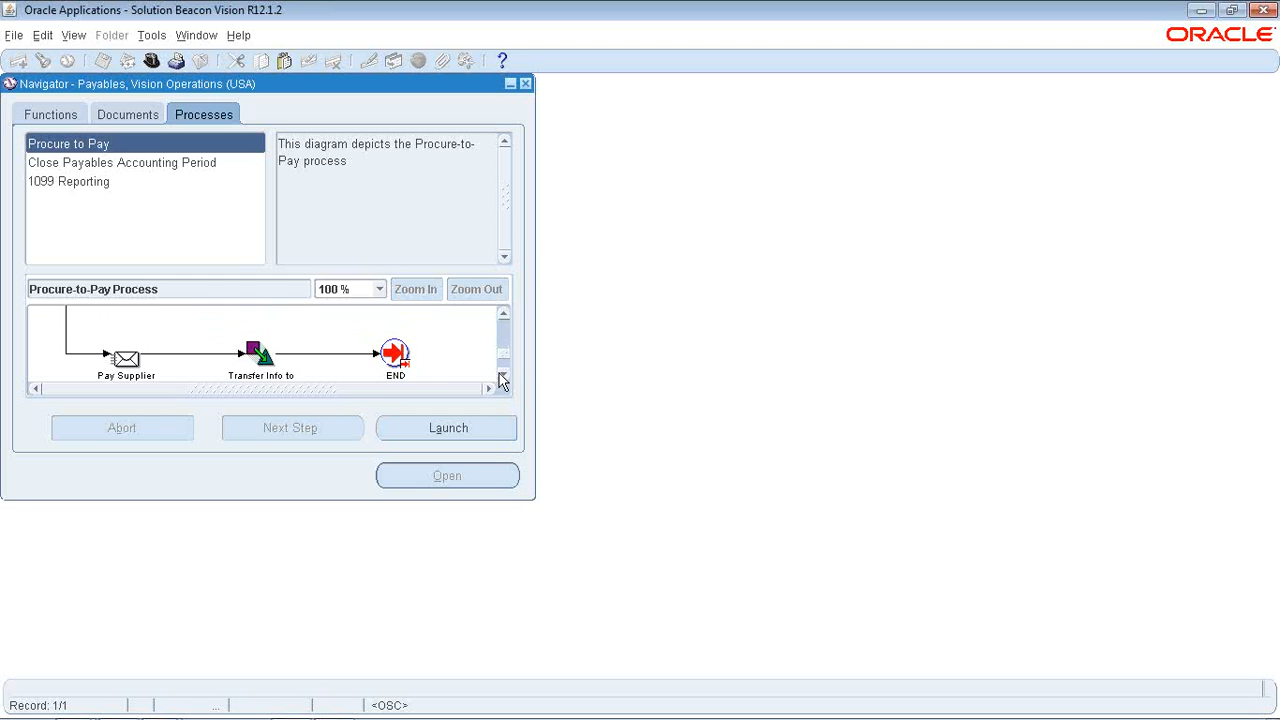 Oracle Applications - Solution Beacon Vision R12.1.2
File Edit View Folder Tools Window Help
ORACLE
?
Navigator - Payables, Vision Operations (USA)
Functions Documents Processes
Procure to Pay
Close Payables Accounting Period
1099 Reporting
This diagram depicts the Procure-to-
Pay process
Procure-to-Pay Process 100 % Zoom In Zoom Out
Pay Supplier Transfer Info to END
Abort Next Step Launch
Open
Record: 1/1 ... <OSC>